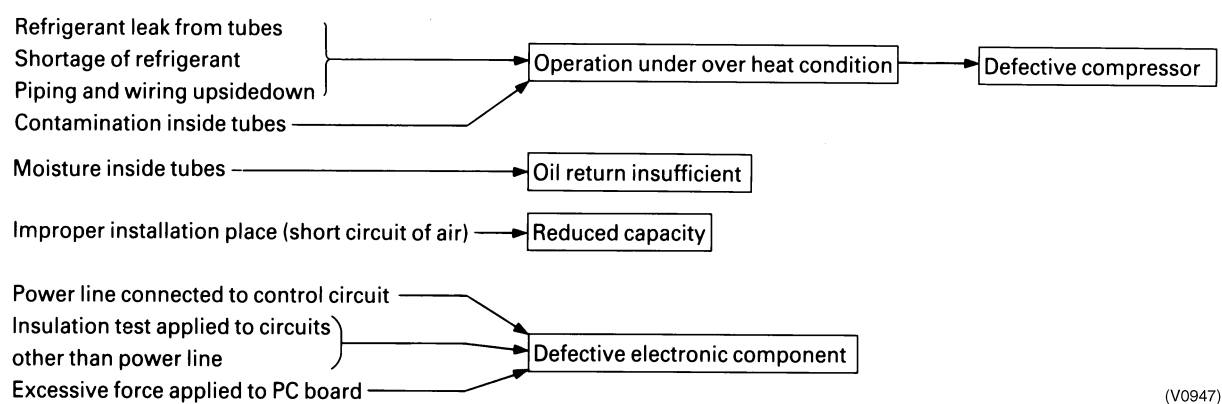 Refrigerant leak from tubes
Shortage of refrigerant
Operation under over heat condition
Defective compressor
Piping and wiring upsidedown
Contamination inside tubes
Moisture inside tubes
Oil return insufficient
Improper installation place (short circuit of air)
Reduced capacity
Power line connected to control circuit
Insulation test applied to circuits
other than power line
Defective electronic component
Excessive force applied to PC board
(V0947)